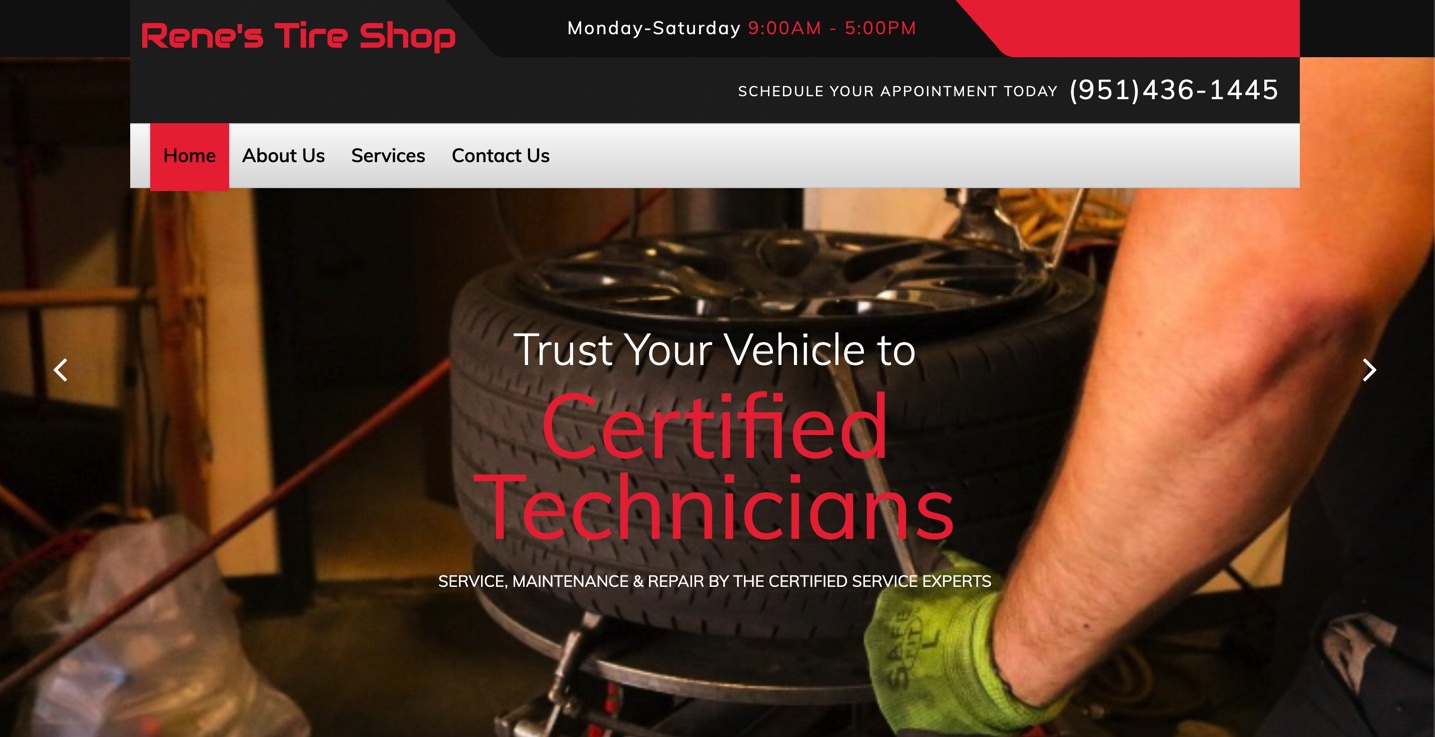 Rene's Tire Shop
Monday-Saturday 9:00AM - 5:00PM
SCHEDULE YOUR APPOINTMENT TODAY (951)436-1445
Home About Us Services Contact Us
Trust Your Vehicle to
Certified
Technicians
SERVICE, MAINTENANCE & REPAIR BY THE CERTIFIED SERVICE EXPERTS
SAFETY
L